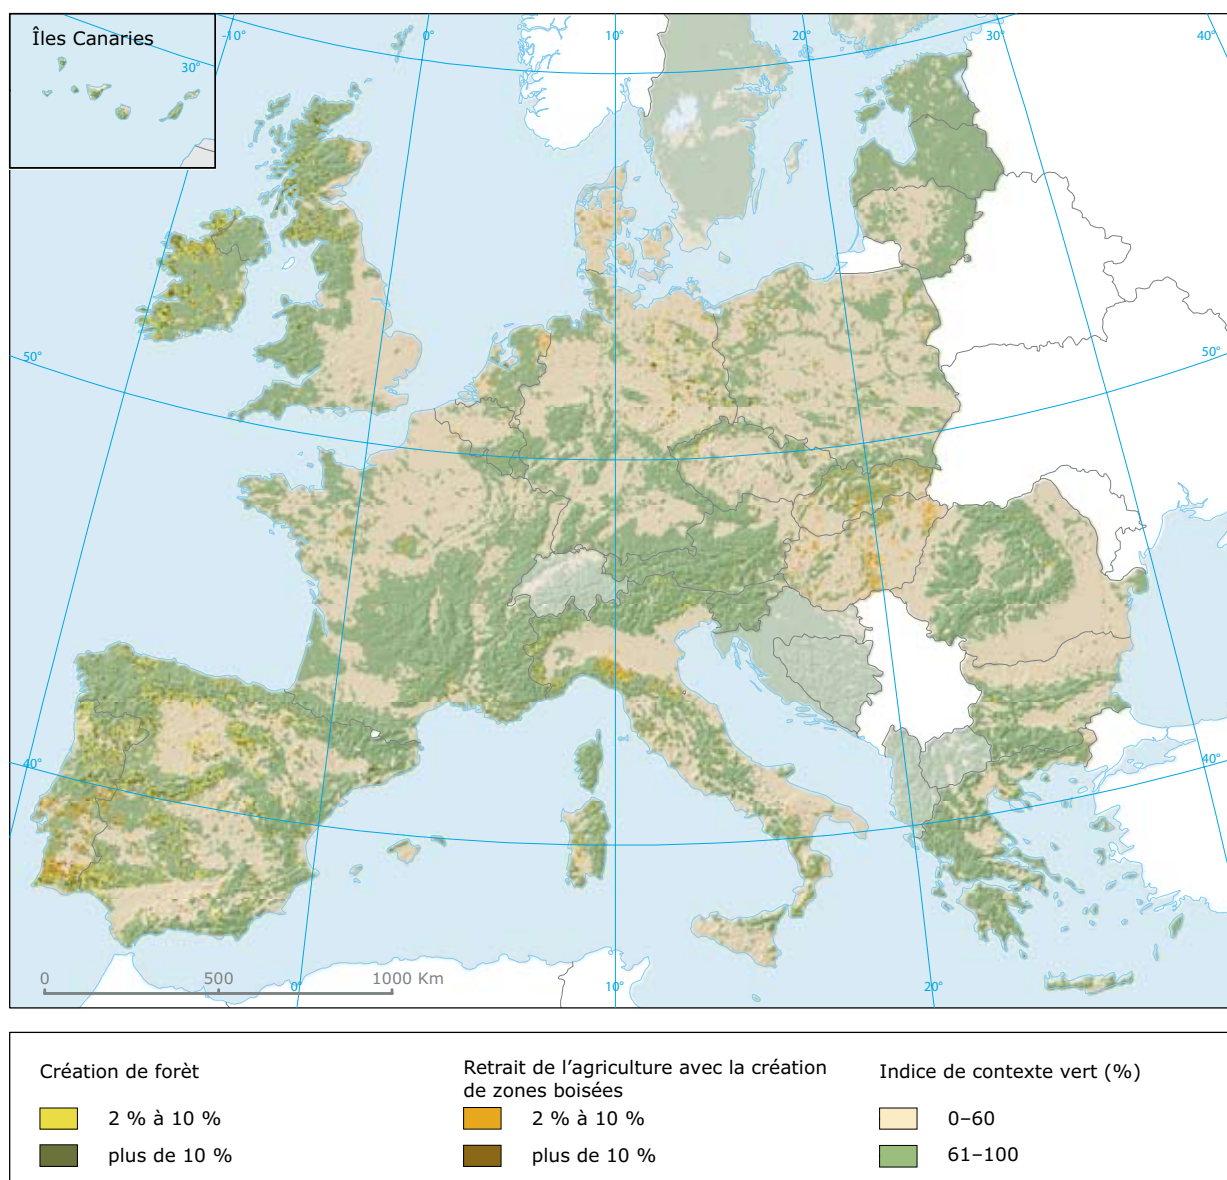 Îles Canaries
30°
-10°
0°
10°
20°
30°
40°
50°
50°
40°
40°
0
500
1000 Km
0°
10°
20°
Création de forèt
2 % à 10 %
plus de 10 %
Retrait de l’agriculture avec la création
de zones boisées
2 % à 10 %
plus de 10 %
Indice de contexte vert (%)
0–60
61–100